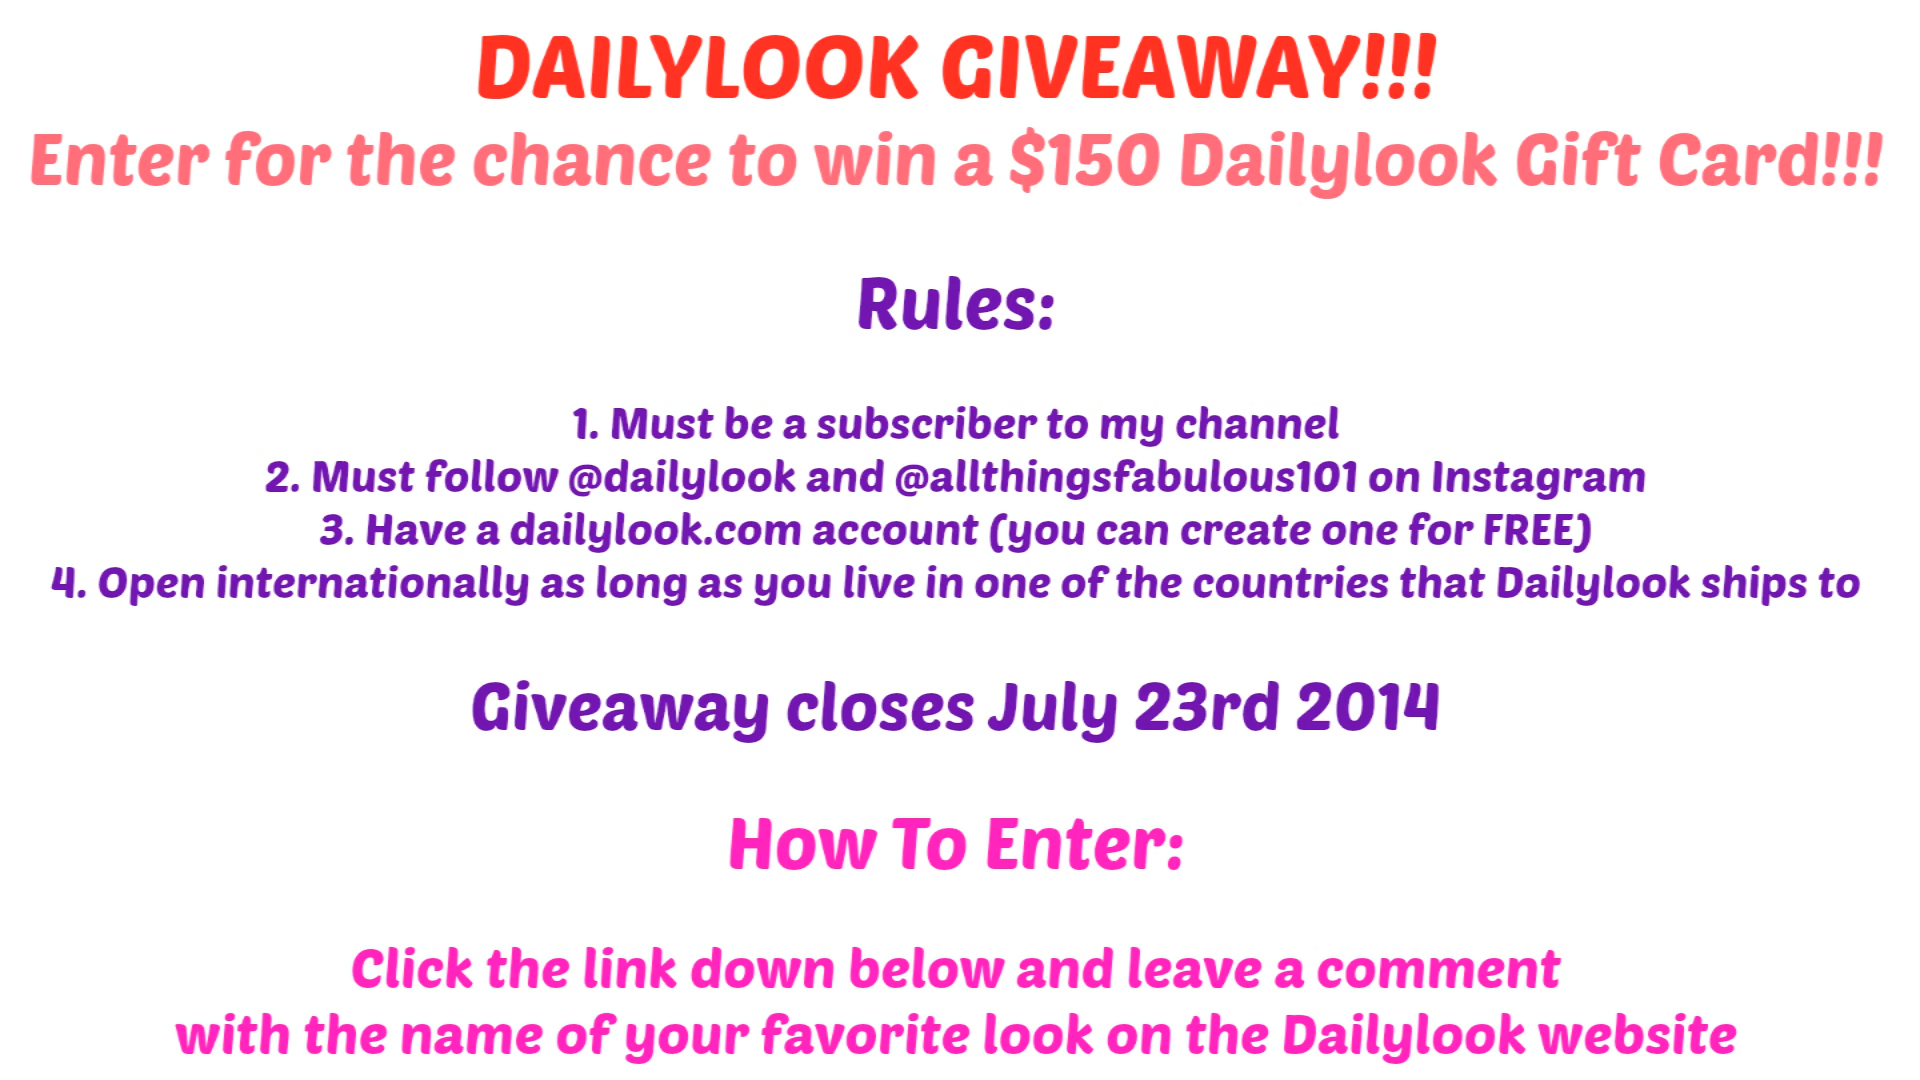 DAILYLOOK GIVEAWAY!!!
Enter for the chance to win a $150 Dailylook Gift Card!!!
Rules:
1. Must be a subscriber to my channel
2. Must follow @dailylook and @allthingsfabulous101 on Instagram
3. Have a dailylook.com account (you can create one for FREE)
4. Open internationally as long as you live in one of the countries that Dailylook ships to
Giveaway closes July 23rd 2014
How To Enter:
Click the link down below and leave a comment
with the name of your favorite look on the Dailylook website